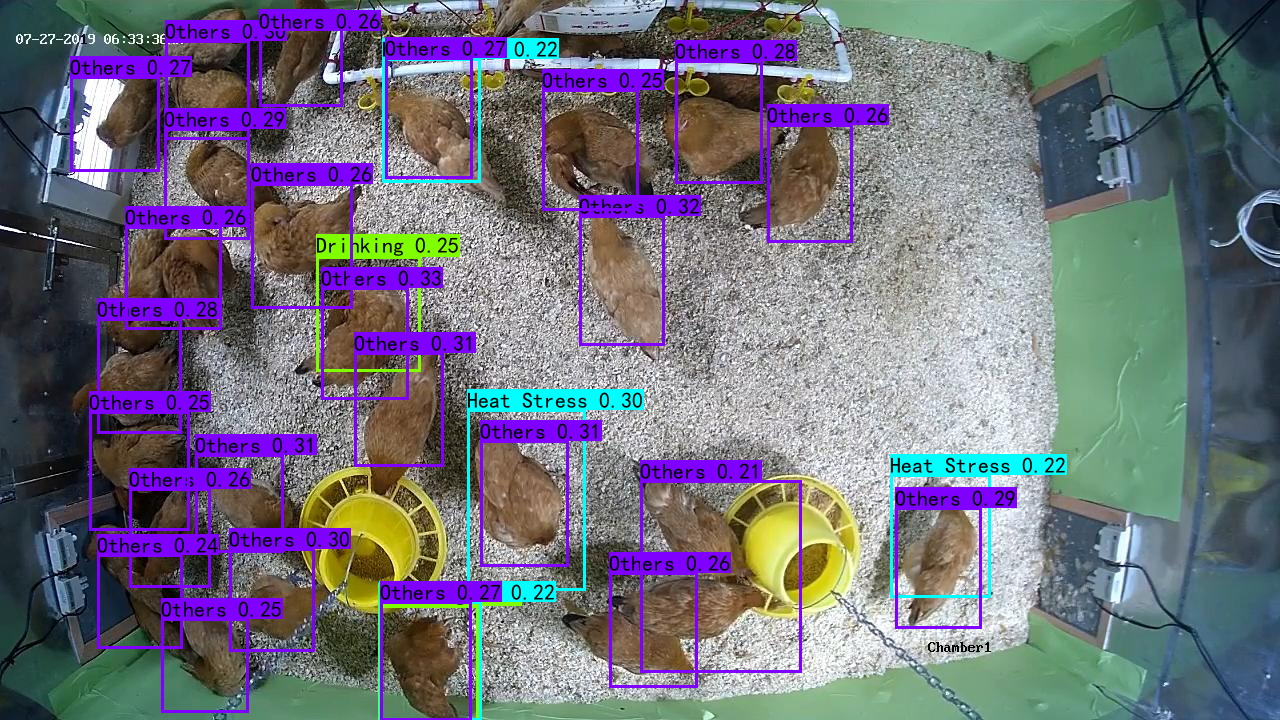 Others 0.26
Others 0.30
07-27-2019 06:33:36
Others 0.27 0.22
Others 0.28
Others 0.27
Others 0.25
Others 0.26
Others 0.29
Others 0.26
Others 0.32
Others 0.26
Drinking 0.25
Others 0.33
Others 0.28
Others 0.31
Heat Stress 0.30
Others 0.25
Others 0.31
Others 0.31
Heat Stress 0.22
Others 0.21
Others 0.26
Others 0.29
Others 0.30
Others 0.24
Others 0.26
Others 0.27 0.22
Others 0.25
Chamber1